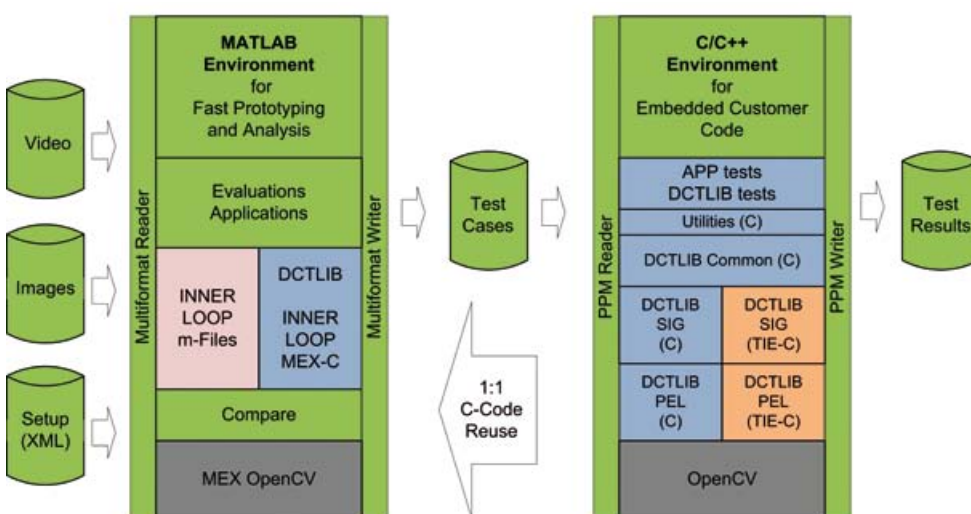 Video
Images
Setup
(XML)
Multiformat Reader
MATLAB
Environment
for
Fast Prototyping
and Analysis
Evaluations
Applications
INNER
LOOP
m-Files
DCTLIB
INNER
LOOP
MEX-C
Compare
MEX OpenCV
Multiformat Writer
Test
Cases
1:1
C-Code
Reuse
PPM Reader
C/C++
Environment
for
Embedded Customer
Code
APP tests
DCTLIB tests
Utilities (C)
DCTLIB Common (C)
DCTLIB
SIG
(C)
DCTLIB
SIG
(TIE-C)
DCTLIB
PEL
(C)
DCTLIB
PEL
(TIE-C)
OpenCV
PPM Writer
Test
Results